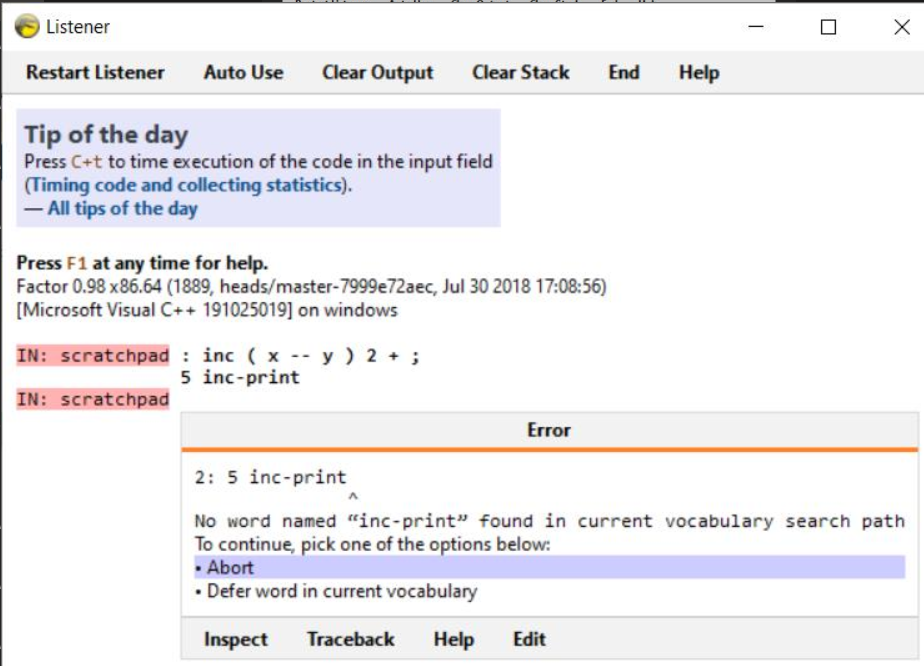 Listener
Restart Listener Auto Use Clear Output Clear Stack End Help
Tip of the day
Press C+t to time execution of the code in the input field
(Timing code and collecting statistics).
— All tips of the day
Press F1 at any time for help.
Factor 0.98 x86.64 (1889, heads/master-7999e72aec, Jul 30 2018 17:08:56)
[Microsoft Visual C++ 191025019] on windows
IN: scratchpad : inc ( x -- y ) 2 + ;
5 inc-print
IN: scratchpad
Error
2: 5 inc-print
^
No word named “inc-print” found in current vocabulary search path
To continue, pick one of the options below:
• Abort
• Defer word in current vocabulary
Inspect Traceback Help Edit